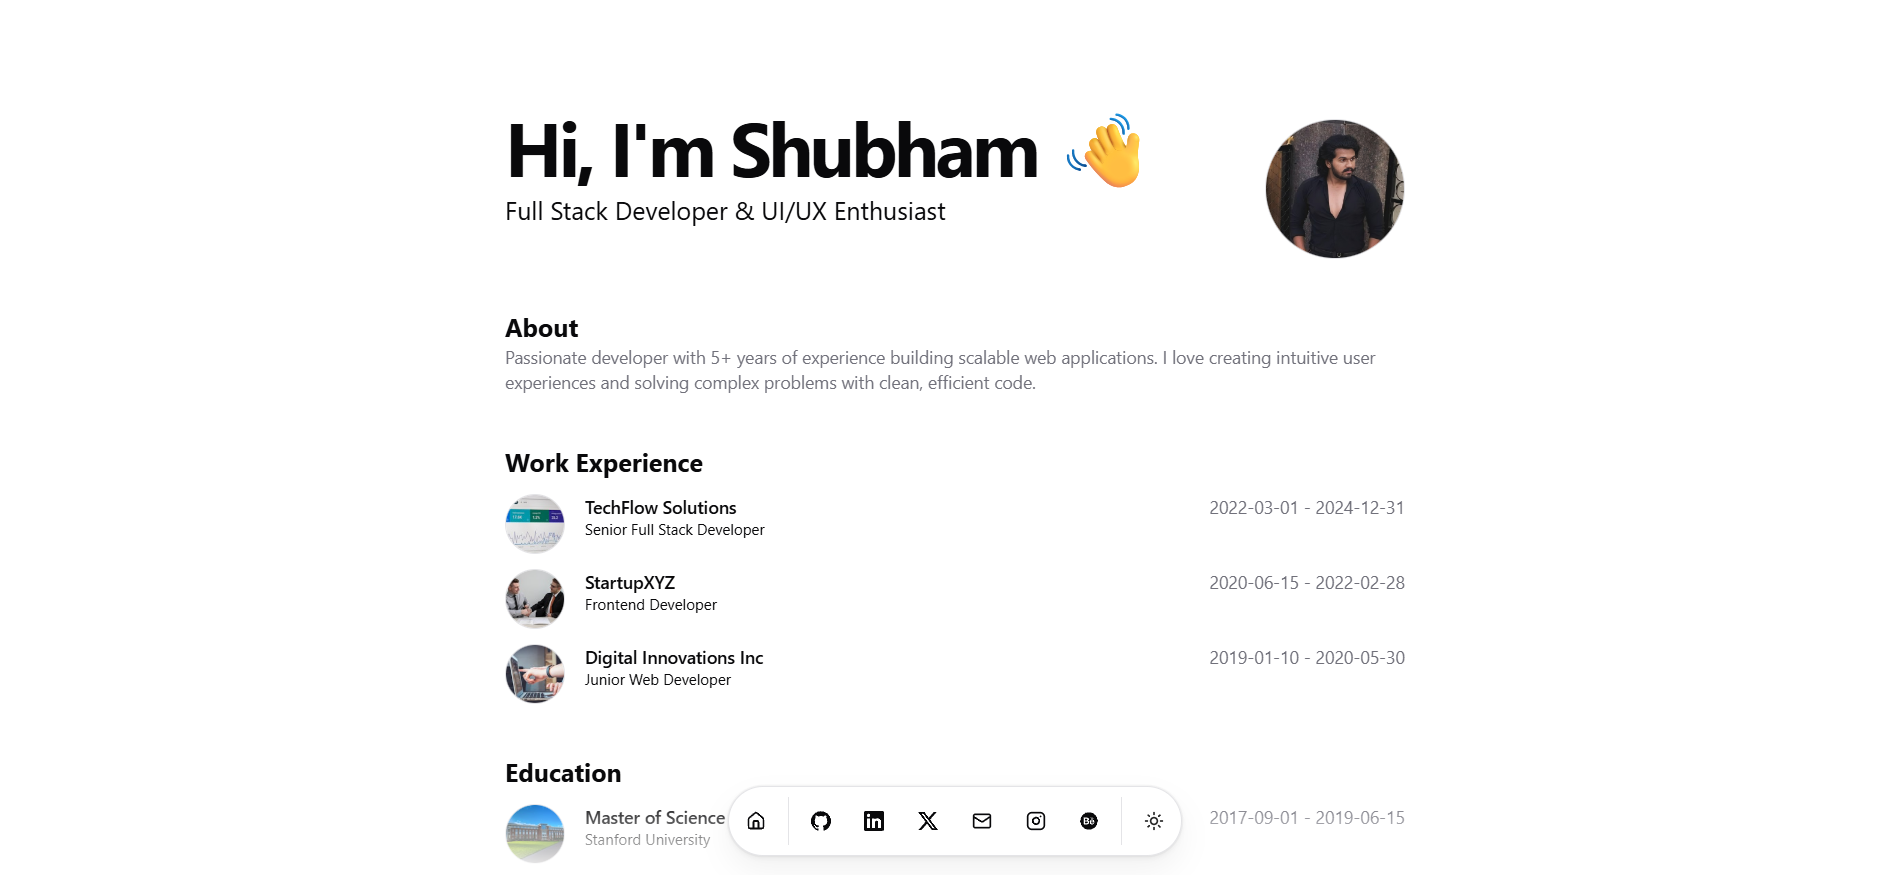 Hi, I'm Shubham 👋
Full Stack Developer & UI/UX Enthusiast
About
Passionate developer with 5+ years of experience building scalable web applications. I love creating intuitive user
experiences and solving complex problems with clean, efficient code.
Work Experience
TechFlow Solutions 2022-03-01 - 2024-12-31
Senior Full Stack Developer
StartupXYZ 2020-06-15 - 2022-02-28
Frontend Developer
Digital Innovations Inc 2019-01-10 - 2020-05-30
Junior Web Developer
Education
Master of Science 2017-09-01 - 2019-06-15
Stanford University